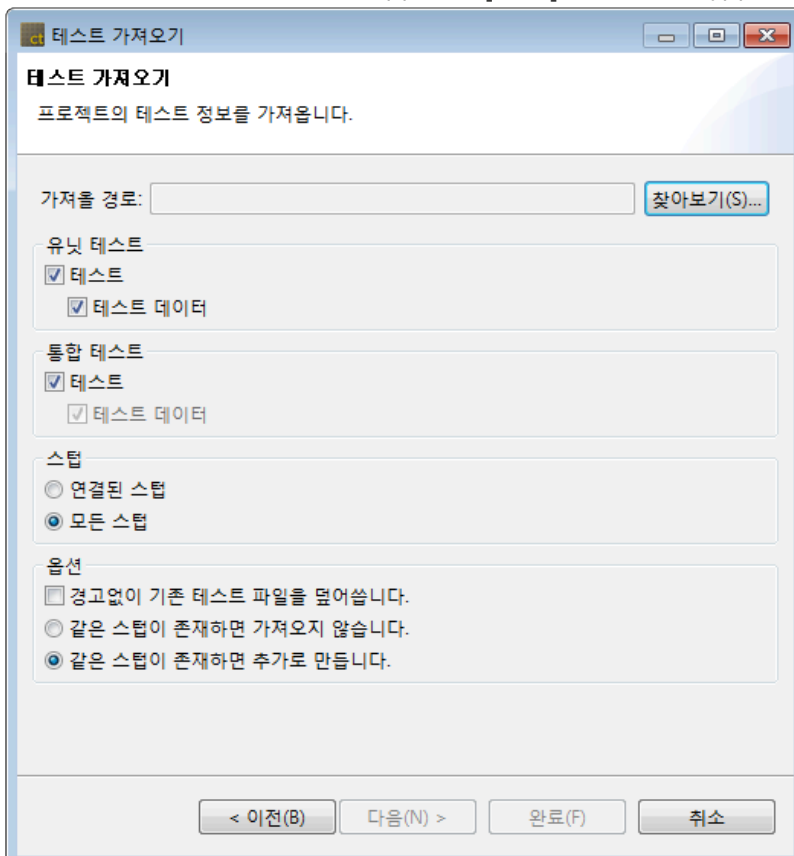 ct 테스트 가져오기
테스트 가져오기
프로젝트의 테스트 정보를 가져옵니다.
가져올 경로: 찾아보기(S)...
유닛 테스트
테스트
테스트 데이터
통합 테스트
테스트
테스트 데이터
스텁
연결된 스텁
모든 스텁
옵션
경고없이 기존 테스트 파일을 덮어씁니다.
같은 스텁이 존재하면 가져오지 않습니다.
같은 스텁이 존재하면 추가로 만듭니다.
< 이전(B) 다음(N) > 완료(F) 취소